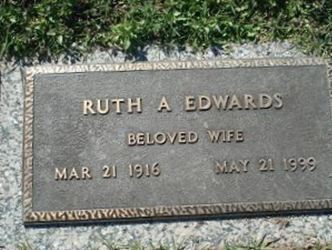 RUTH A EDWARDS
BELOVED WIFE
MAR 21 1916 MAY 21 1999